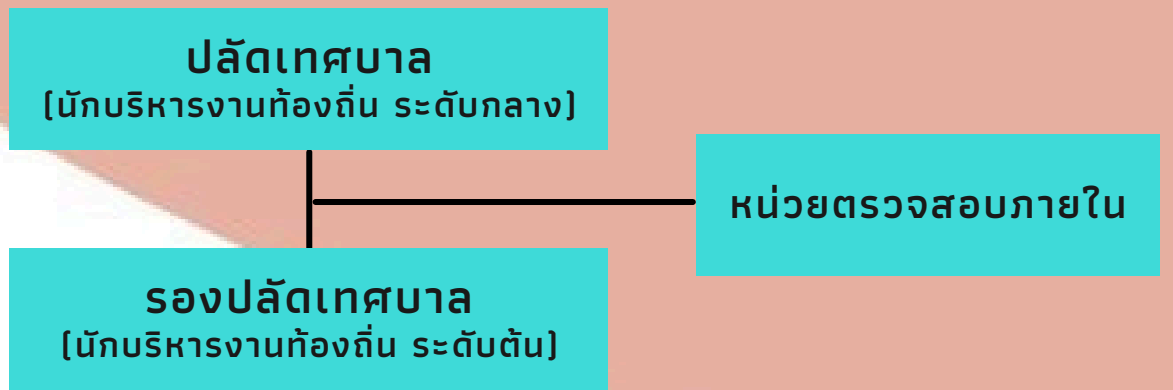 ปลัดเทศบาล
(นักบริหารงานท้องถิ่น ระดับกลาง)
หน่วยตรวจสอบภายใน
รองปลัดเทศบาล
(นักบริหารงานท้องถิ่น ระดับต้น)